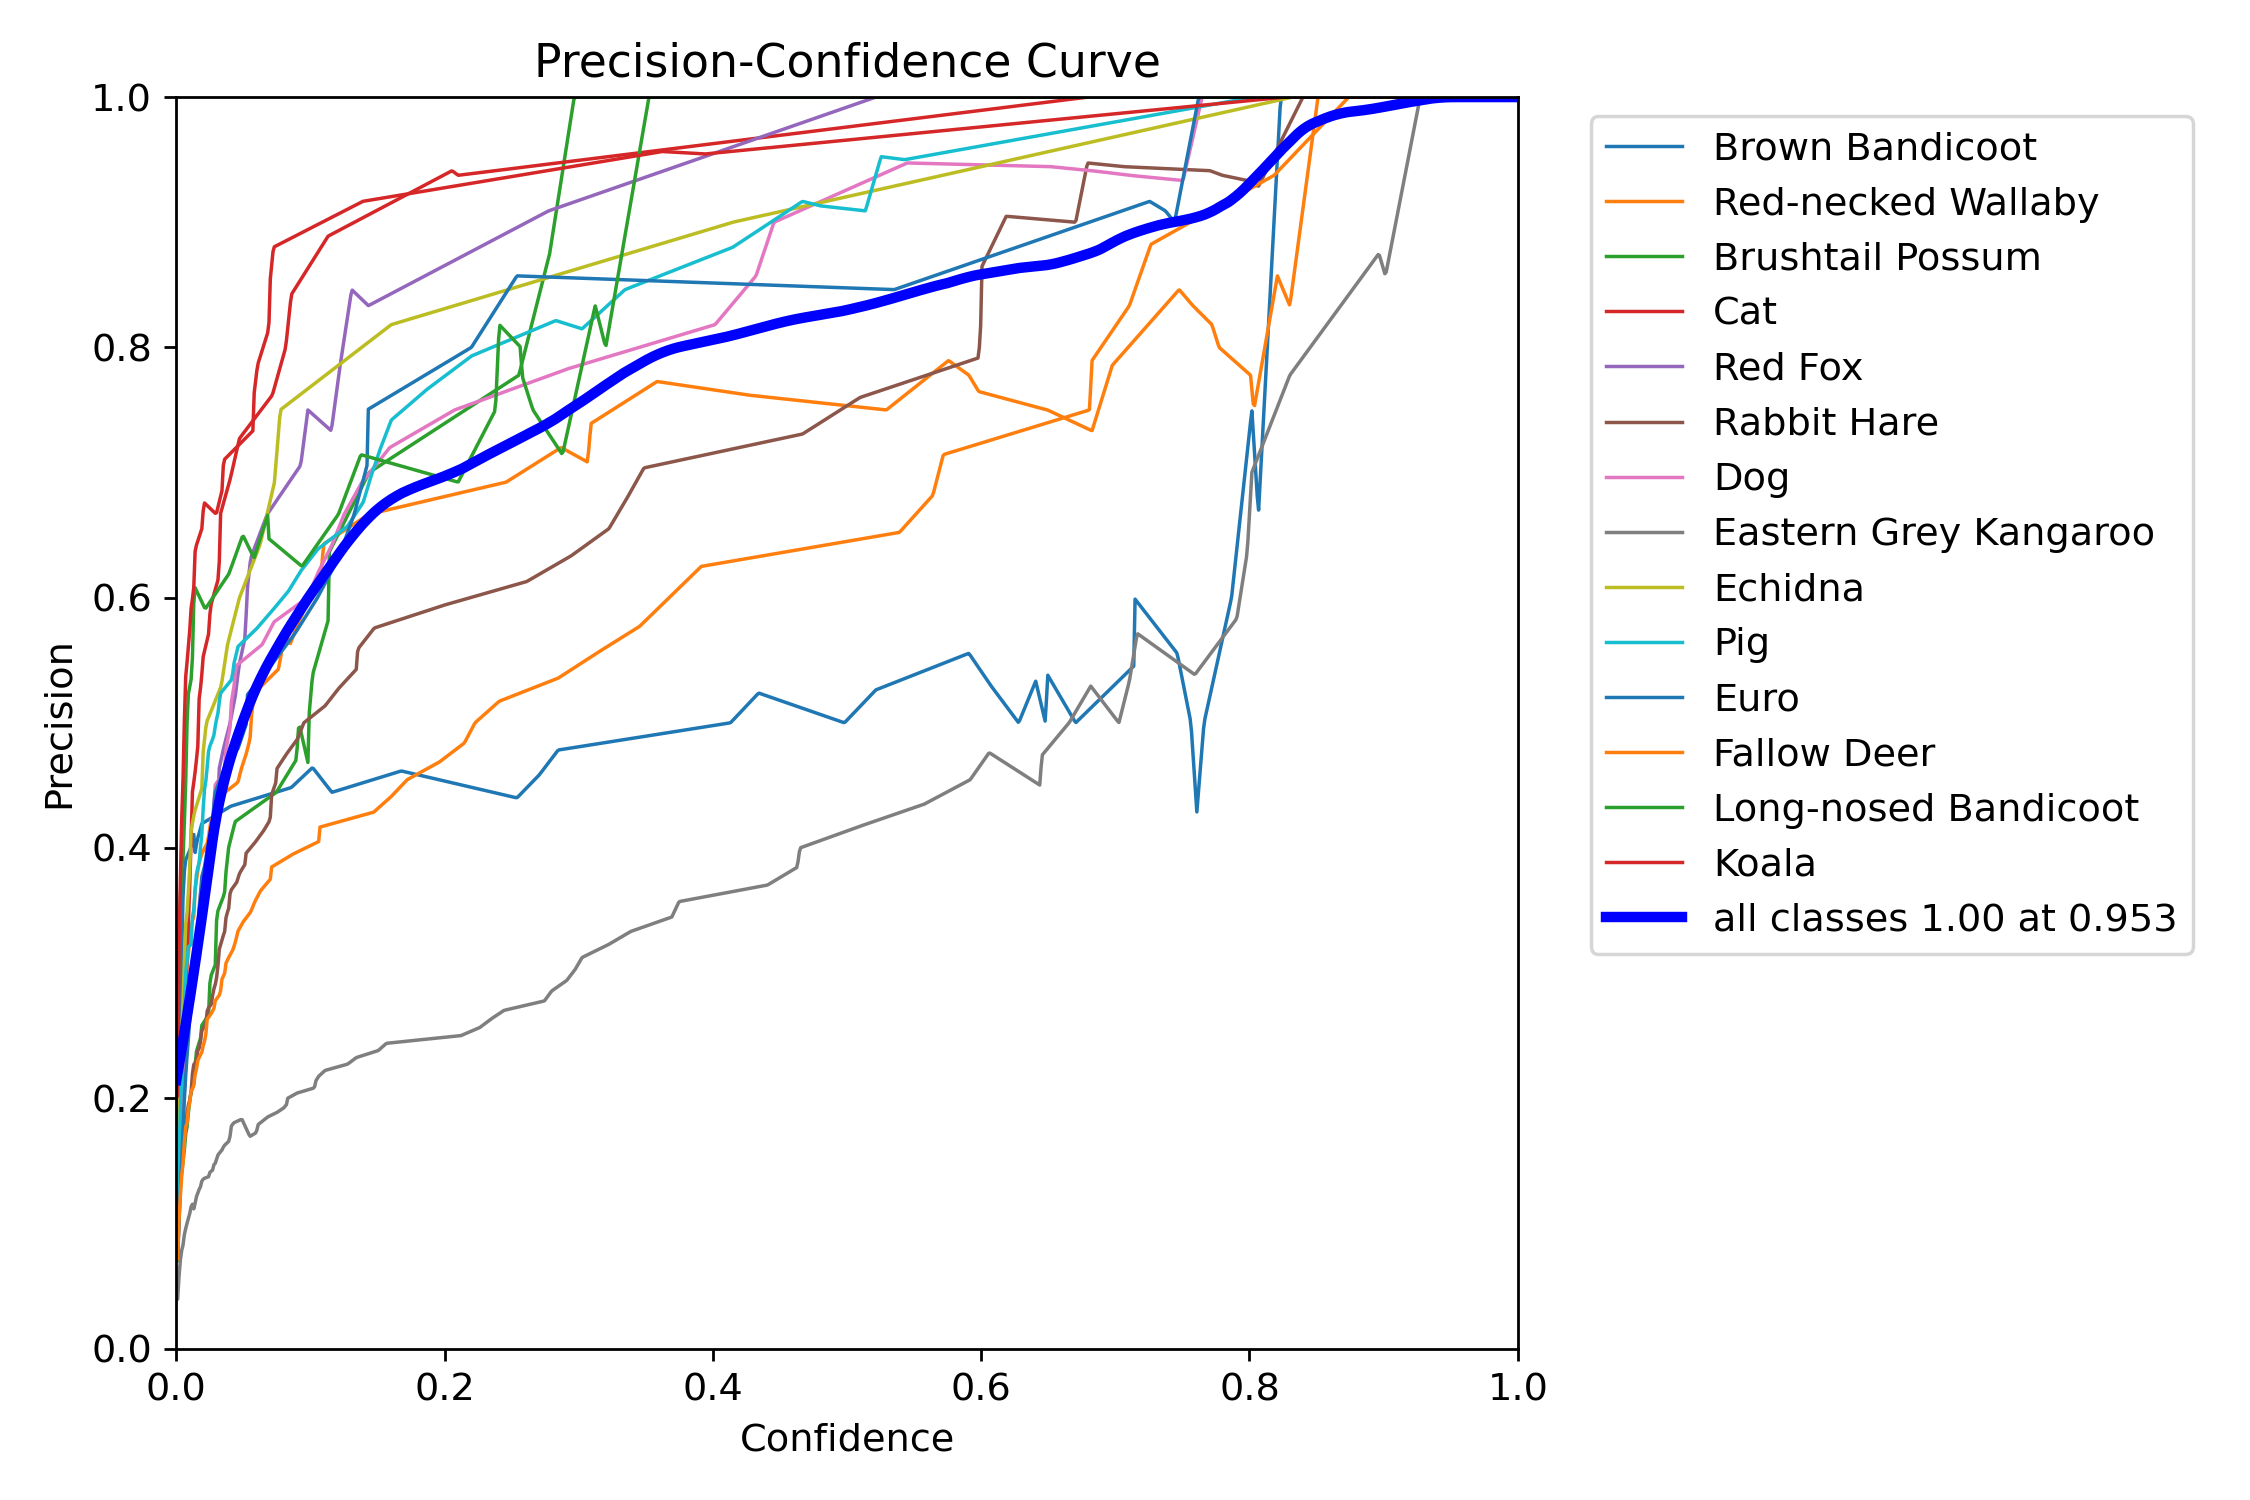 Precision-Confidence Curve
1.0
0.8
0.6
0.4
0.2
0.0
Precision
0.0 0.2 0.4 0.6 0.8 1.0
Confidence
Brown Bandicoot
Red-necked Wallaby
Brushtail Possum
Cat
Red Fox
Rabbit Hare
Dog
Eastern Grey Kangaroo
Echidna
Pig
Euro
Fallow Deer
Long-nosed Bandicoot
Koala
all classes 1.00 at 0.953